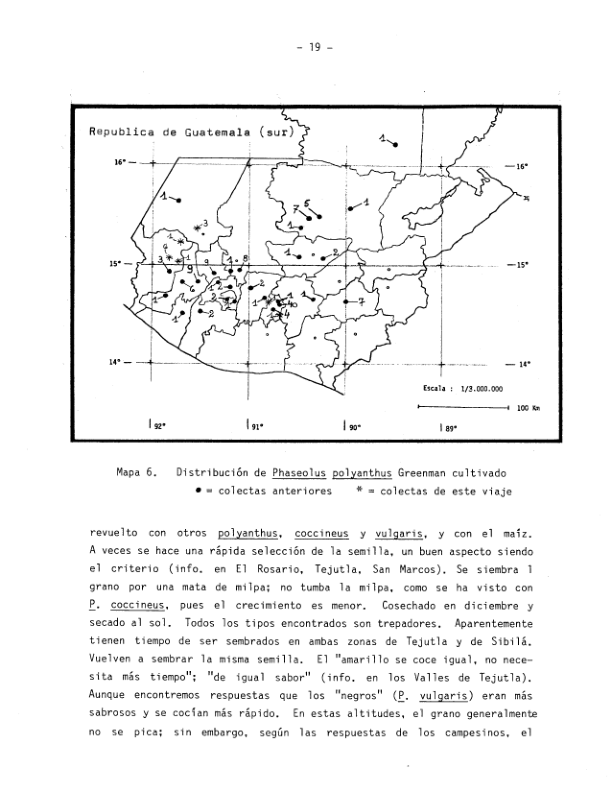 - 19 -
Republica de Guatemala (sur)
16°
16°
15°
15°
14°
14°
Escala : 1/3.000.000
100 Km
92°
91°
90°
89°
Mapa 6. Distribución de Phaseolus polyanthus Greenman cultivado
● = colectas anteriores * = colectas de este viaje
revuelto con otros polyanthus, coccineus y vulgaris, y con el maíz.
A veces se hace una rápida selección de la semilla, un buen aspecto siendo
el criterio (info. en El Rosario, Tejutla, San Marcos). Se siembra 1
grano por una mata de milpa; no tumba la milpa, como se ha visto con
P. coccineus, pues el crecimiento es menor. Cosechado en diciembre y
secado al sol. Todos los tipos encontrados son trepadores. Aparentemente
tienen tiempo de ser sembrados en ambas zonas de Tejutla y de Sibilá.
Vuelven a sembrar la misma semilla. El "amarillo se coce igual, no nece-
sita más tiempo"; "de igual sabor" (info. en los Valles de Tejutla).
Aunque encontremos respuestas que los "negros" (P. vulgaris) eran más
sabrosos y se cocían más rápido. En estas altitudes, el grano generalmente
no se pica; sin embargo, según las respuestas de los campesinos, el